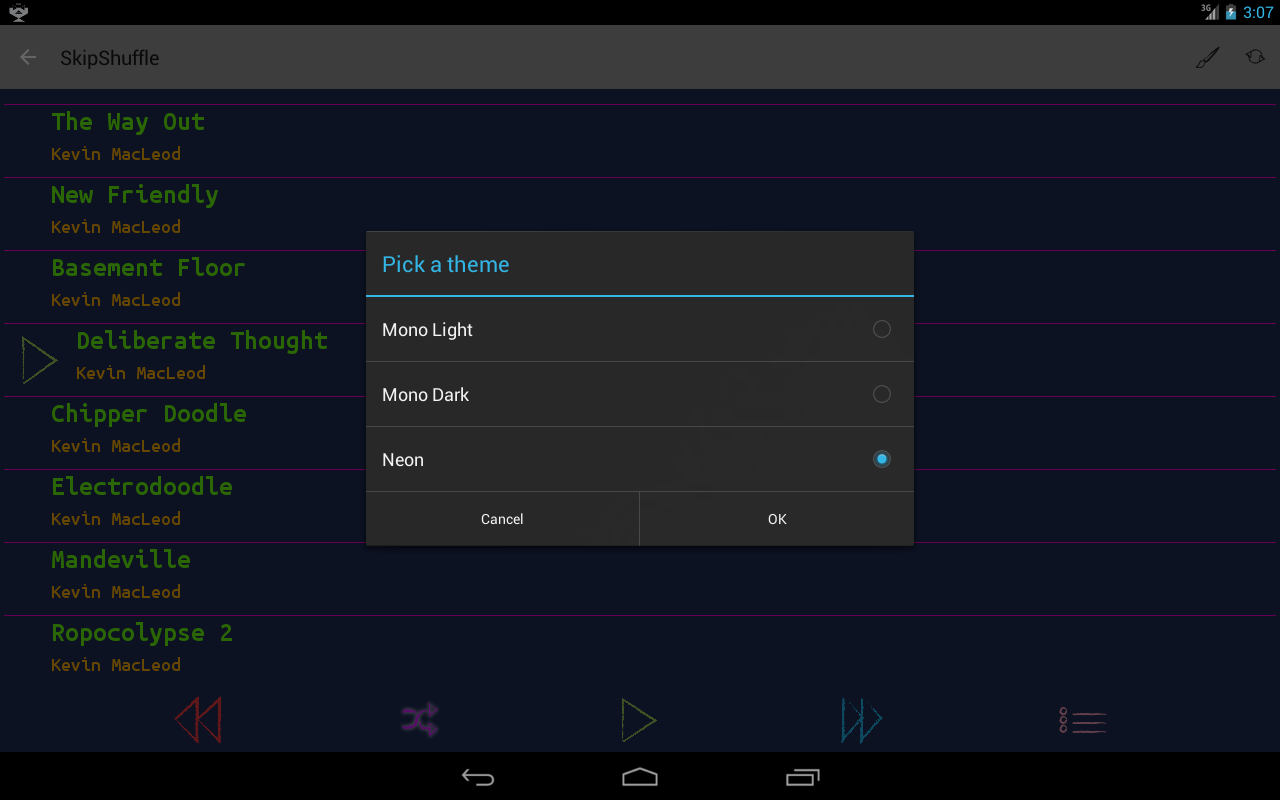 3G 3:07
SkipShuffle
The Way Out
Kevin MacLeod
New Friendly
Kevin MacLeod
Basement Floor
Kevin MacLeod
Deliberate Thought
Kevin MacLeod
Chipper Doodle
Kevin MacLeod
Electrodoodle
Kevin MacLeod
Mandeville
Kevin MacLeod
Ropocolypse 2
Kevin MacLeod
Pick a theme
Mono Light
Mono Dark
Neon
Cancel OK